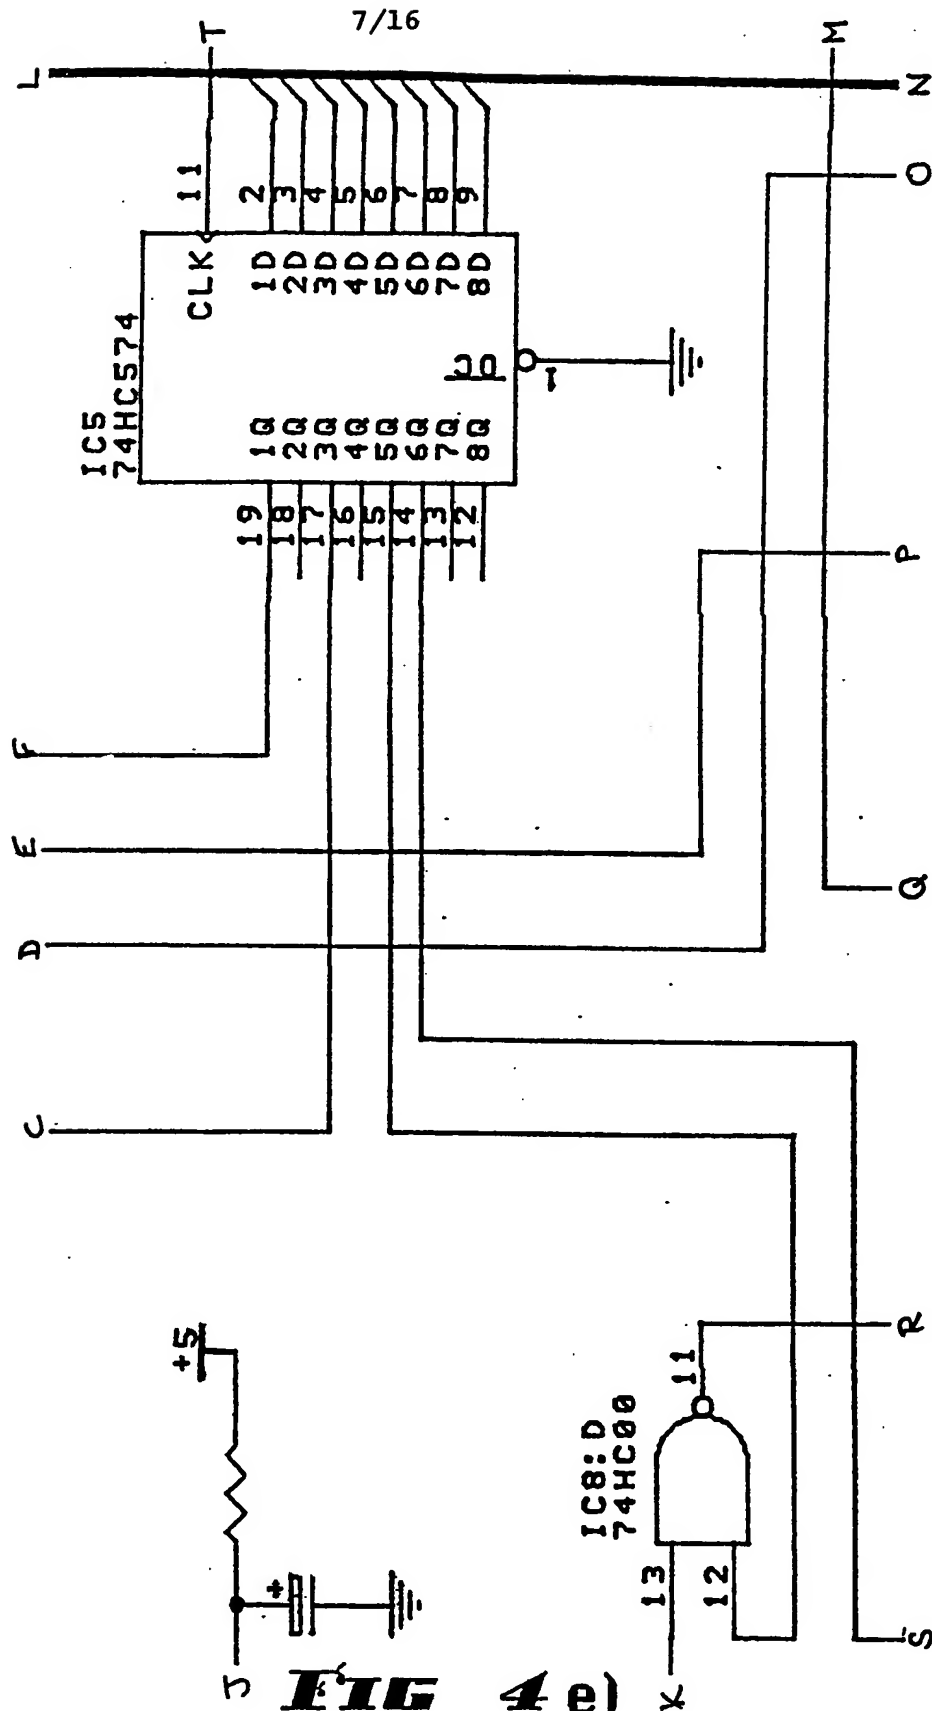 7/16
L
T
M
N
11
2
3
4
5
6
7
8
9
O
CLK
1D
2D
3D
4D
5D
6D
7D
8D
IC5
74HC574
OC
1
1Q
2Q
3Q
4Q
5Q
6Q
7Q
8Q
19
18
17
16
15
14
13
12
P
F
E
Q
D
C
+5
R
11
IC8:D
74HC00
+
13
12
J
K
S
FIG 4e)